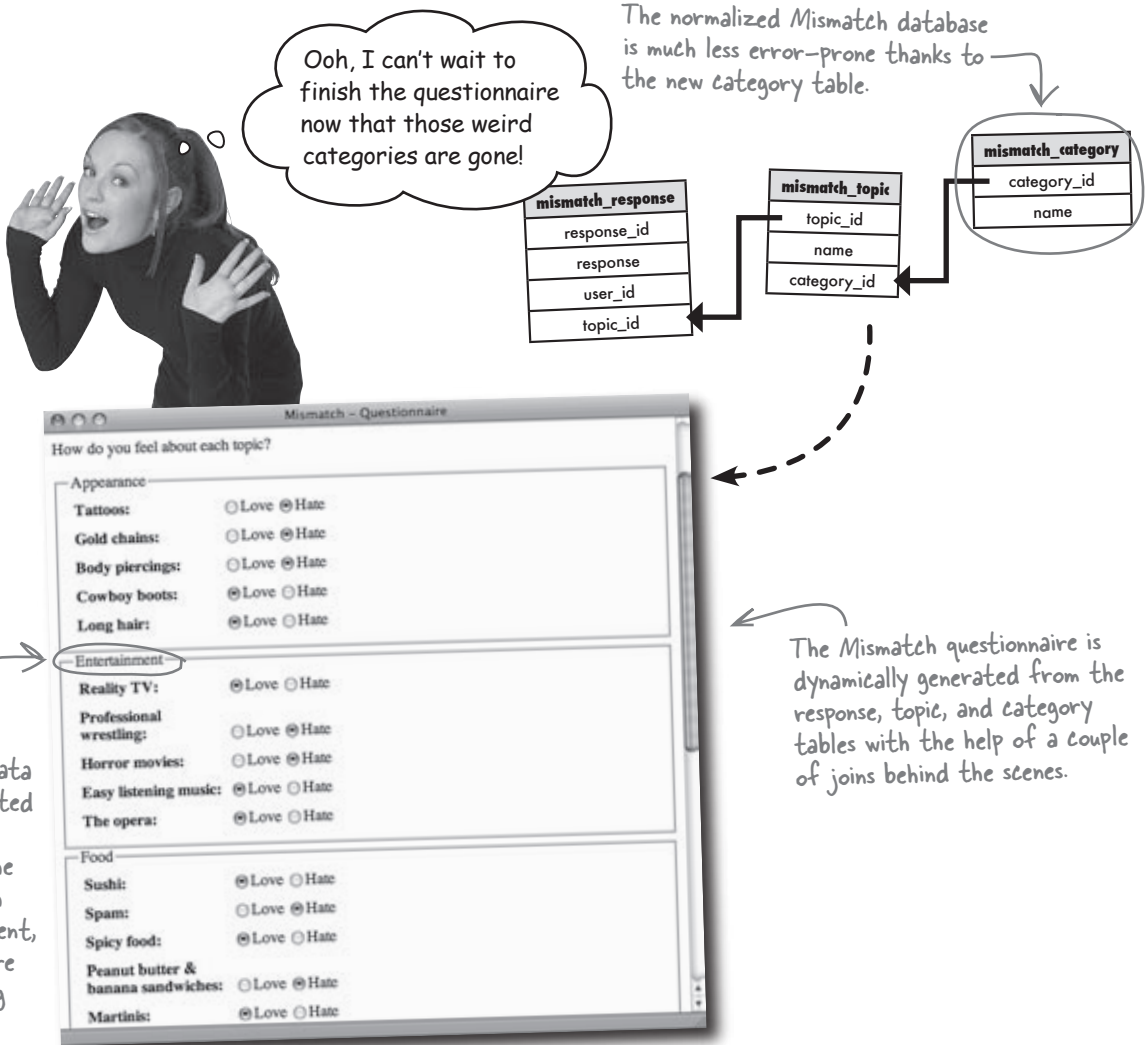 Ooh, I can't wait to
finish the questionnaire
now that those weird
categories are gone!
The normalized Mismatch database
is much less error-prone thanks to
the new category table.
mismatch_response
response_id
response
user_id
topic_id
mismatch_topic
topic_id
name
category_id
mismatch_category
category_id
name
Mismatch – Questionnaire
How do you feel about each topic?
Appearance
Tattoos: Love Hate
Gold chains: Love Hate
Body piercings: Love Hate
Cowboy boots: Love Hate
Long hair: Love Hate
Entertainment
Reality TV: Love Hate
Professional
wrestling: Love Hate
Horror movies: Love Hate
Easy listening music: Love Hate
The opera: Love Hate
Food
Sushi: Love Hate
Spam: Love Hate
Spicy food: Love Hate
Peanut butter &
banana sandwiches: Love Hate
Martinis: Love Hate
The Mismatch questionnaire is
dynamically generated from the
response, topic, and category
tables with the help of a couple
of joins behind the scenes.